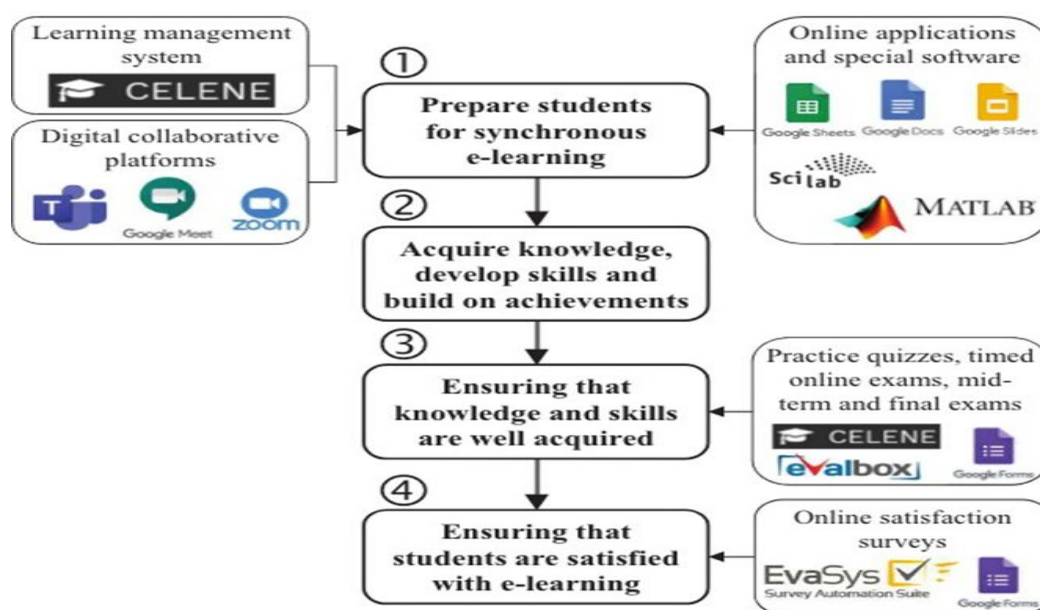 Learning management
system
CELENE
Digital collaborative
platforms
T
Google Meet
zoom
①
Prepare students
for synchronous
e-learning
Online applications
and special software
Google Sheets
Google Docs
Google Slides
Scilab
MATLAB
②
Acquire knowledge,
develop skills and
build on achievements
③
Ensuring that
knowledge and skills
are well acquired
Practice quizzes, timed
online exams, mid-
term and final exams
CELENE
evalbox
Google Forms
④
Ensuring that
students are satisfied
with e-learning
Online satisfaction
surveys
EvaSys
Survey Automation Suite
Google Forms